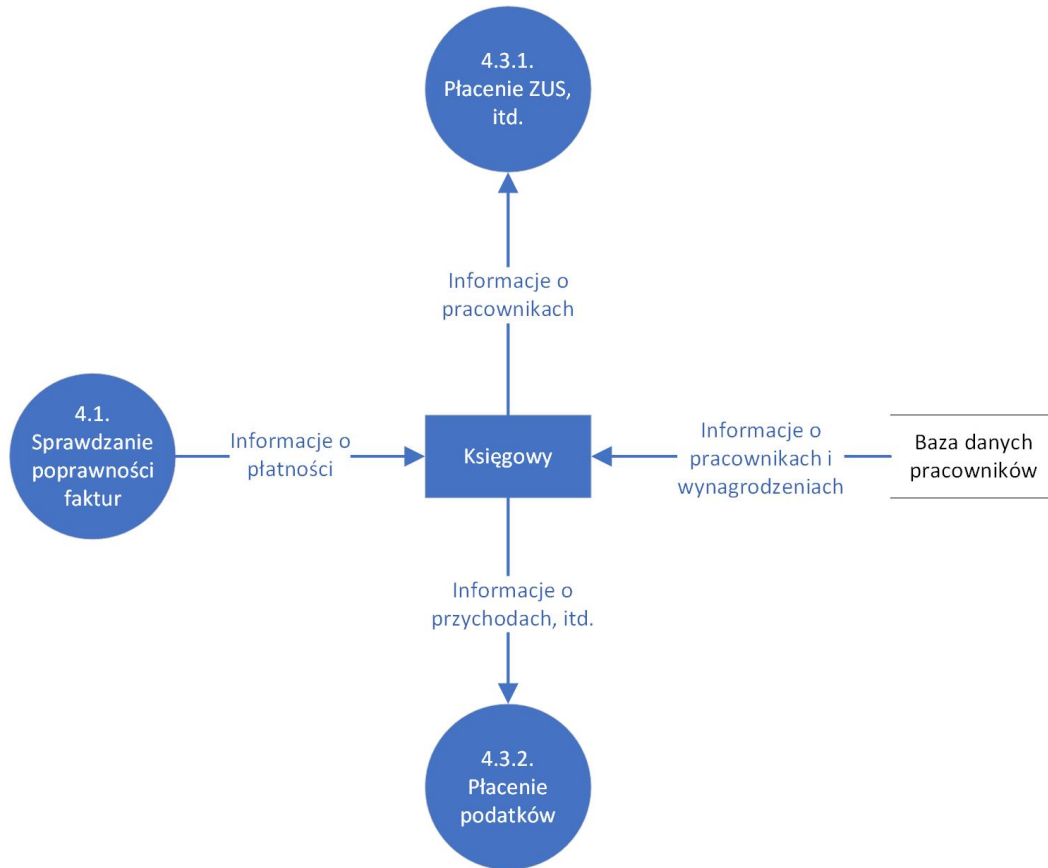 4.3.1.
Płacenie ZUS,
itd.
Informacje o
pracownikach
4.1.
Sprawdzanie
poprawności
faktur
Informacje o
płatności
Księgowy
Informacje o
pracownikach i
wynagrodzeniach
Baza danych
pracowników
Informacje o
przychodach, itd.
4.3.2.
Płacenie
podatków